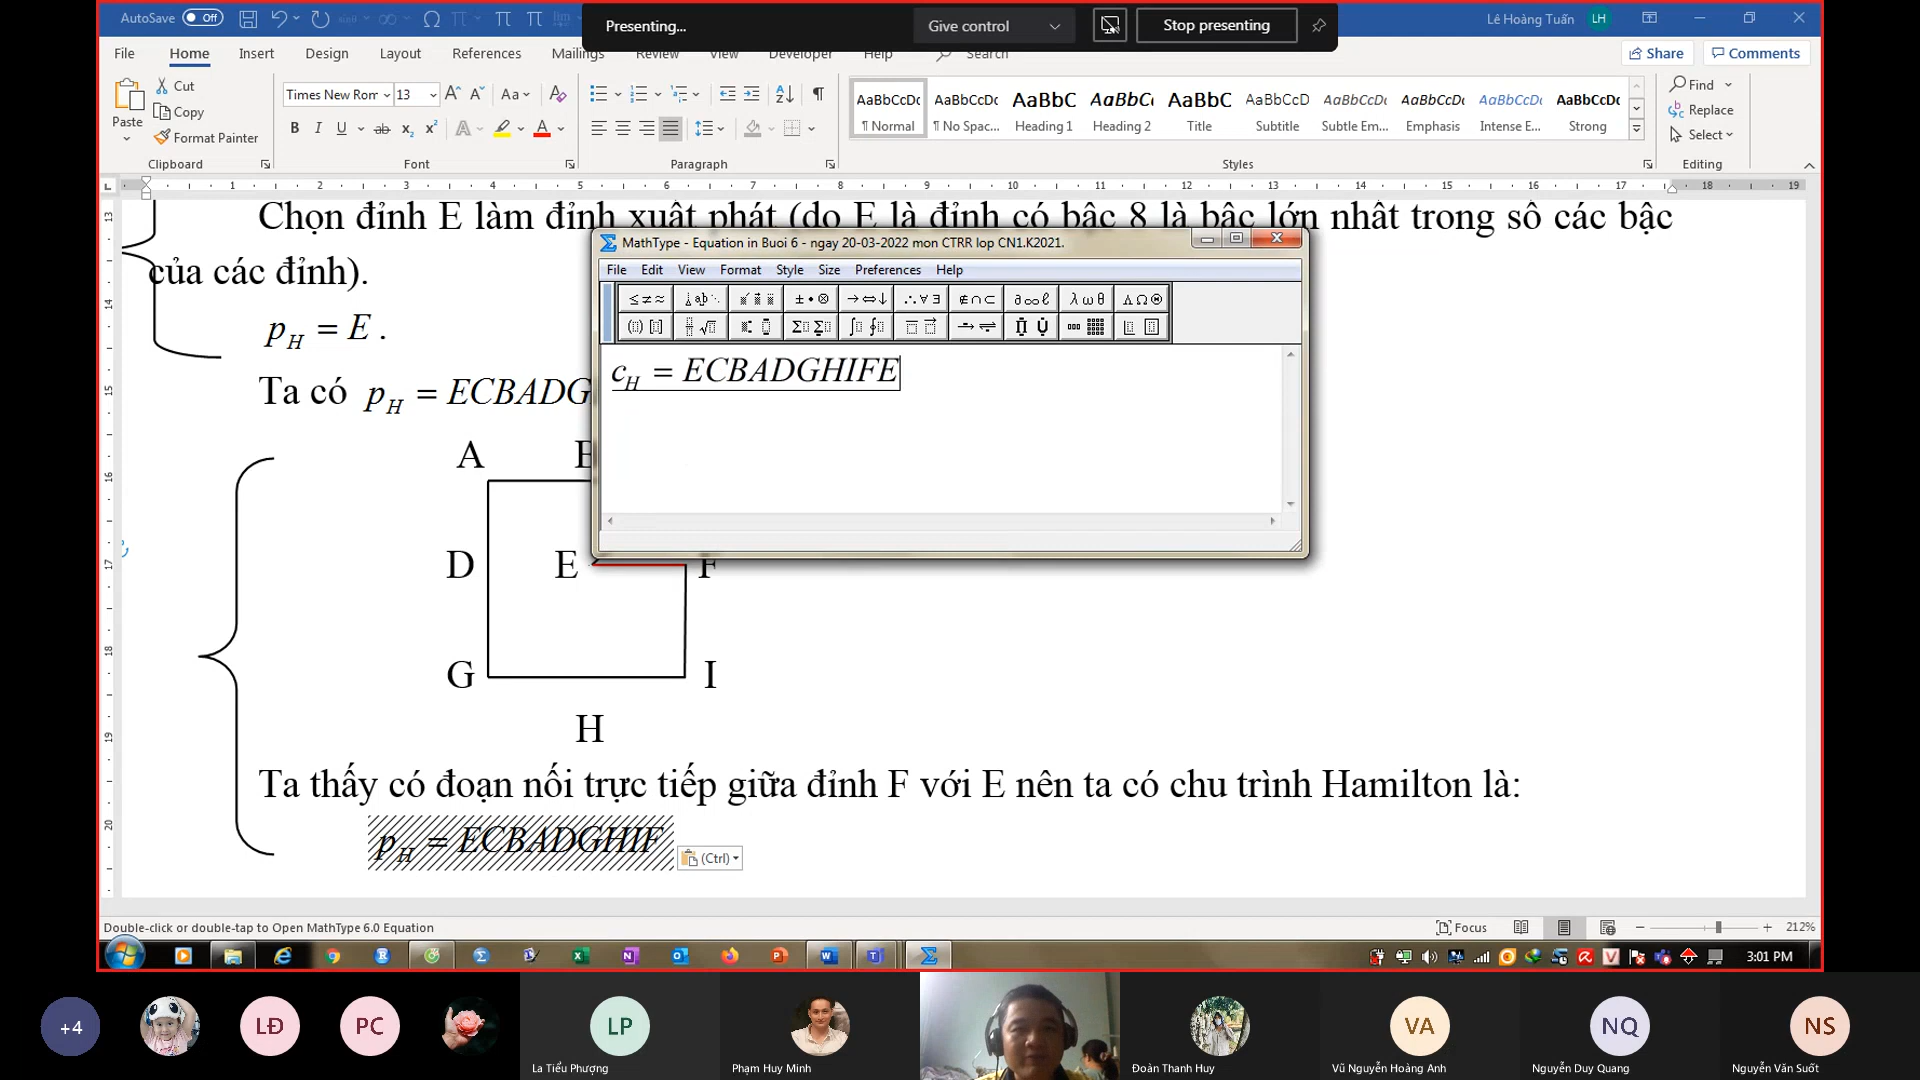 AutoSave Off
Presenting...
Give control
Stop presenting
Lê Hoàng Tuấn LH
File Home Insert Design Layout References Mailings Review View Developer Help Search
Share Comments
Paste
Cut
Copy
Format Painter
Clipboard
Times New Rom 13
Font
Paragraph
AaBbCcDc AaBbCcDc AaBbC AaBbCc AaBbC AaBbCcD AaBbCcDc AaBbCcDc AaBbCcDc AaBbCcDc
¶ Normal ¶ No Spac... Heading 1 Heading 2 Title Subtitle Subtle Em... Emphasis Intense E... Strong
Styles
Find
Replace
Select
Editing
Chọn đỉnh E làm đỉnh xuất phát (do E là đỉnh có bậc 8 là bậc lớn nhất trong số các bậc
của các đỉnh).
p_H = E .
Ta có p_H = ECBADG
MathType - Equation in Buoi 6 - ngay 20-03-2022 mon CTRR lop CN1.K2021.
File Edit View Format Style Size Preferences Help
c_H = ECBADGHIFE
A
D E F
G I
H
Ta thấy có đoạn nối trực tiếp giữa đỉnh F với E nên ta có chu trình Hamilton là:
p_H = ECBADGHIF
(Ctrl)
Double-click or double-tap to Open MathType 6.0 Equation
Focus
212%
3:01 PM
+4
LĐ
PC
LP
VA
NQ
NS
La Tiểu Phượng
Phạm Huy Minh
Đoàn Thanh Huy
Vũ Nguyễn Hoàng Anh
Nguyễn Duy Quang
Nguyễn Văn Suốt